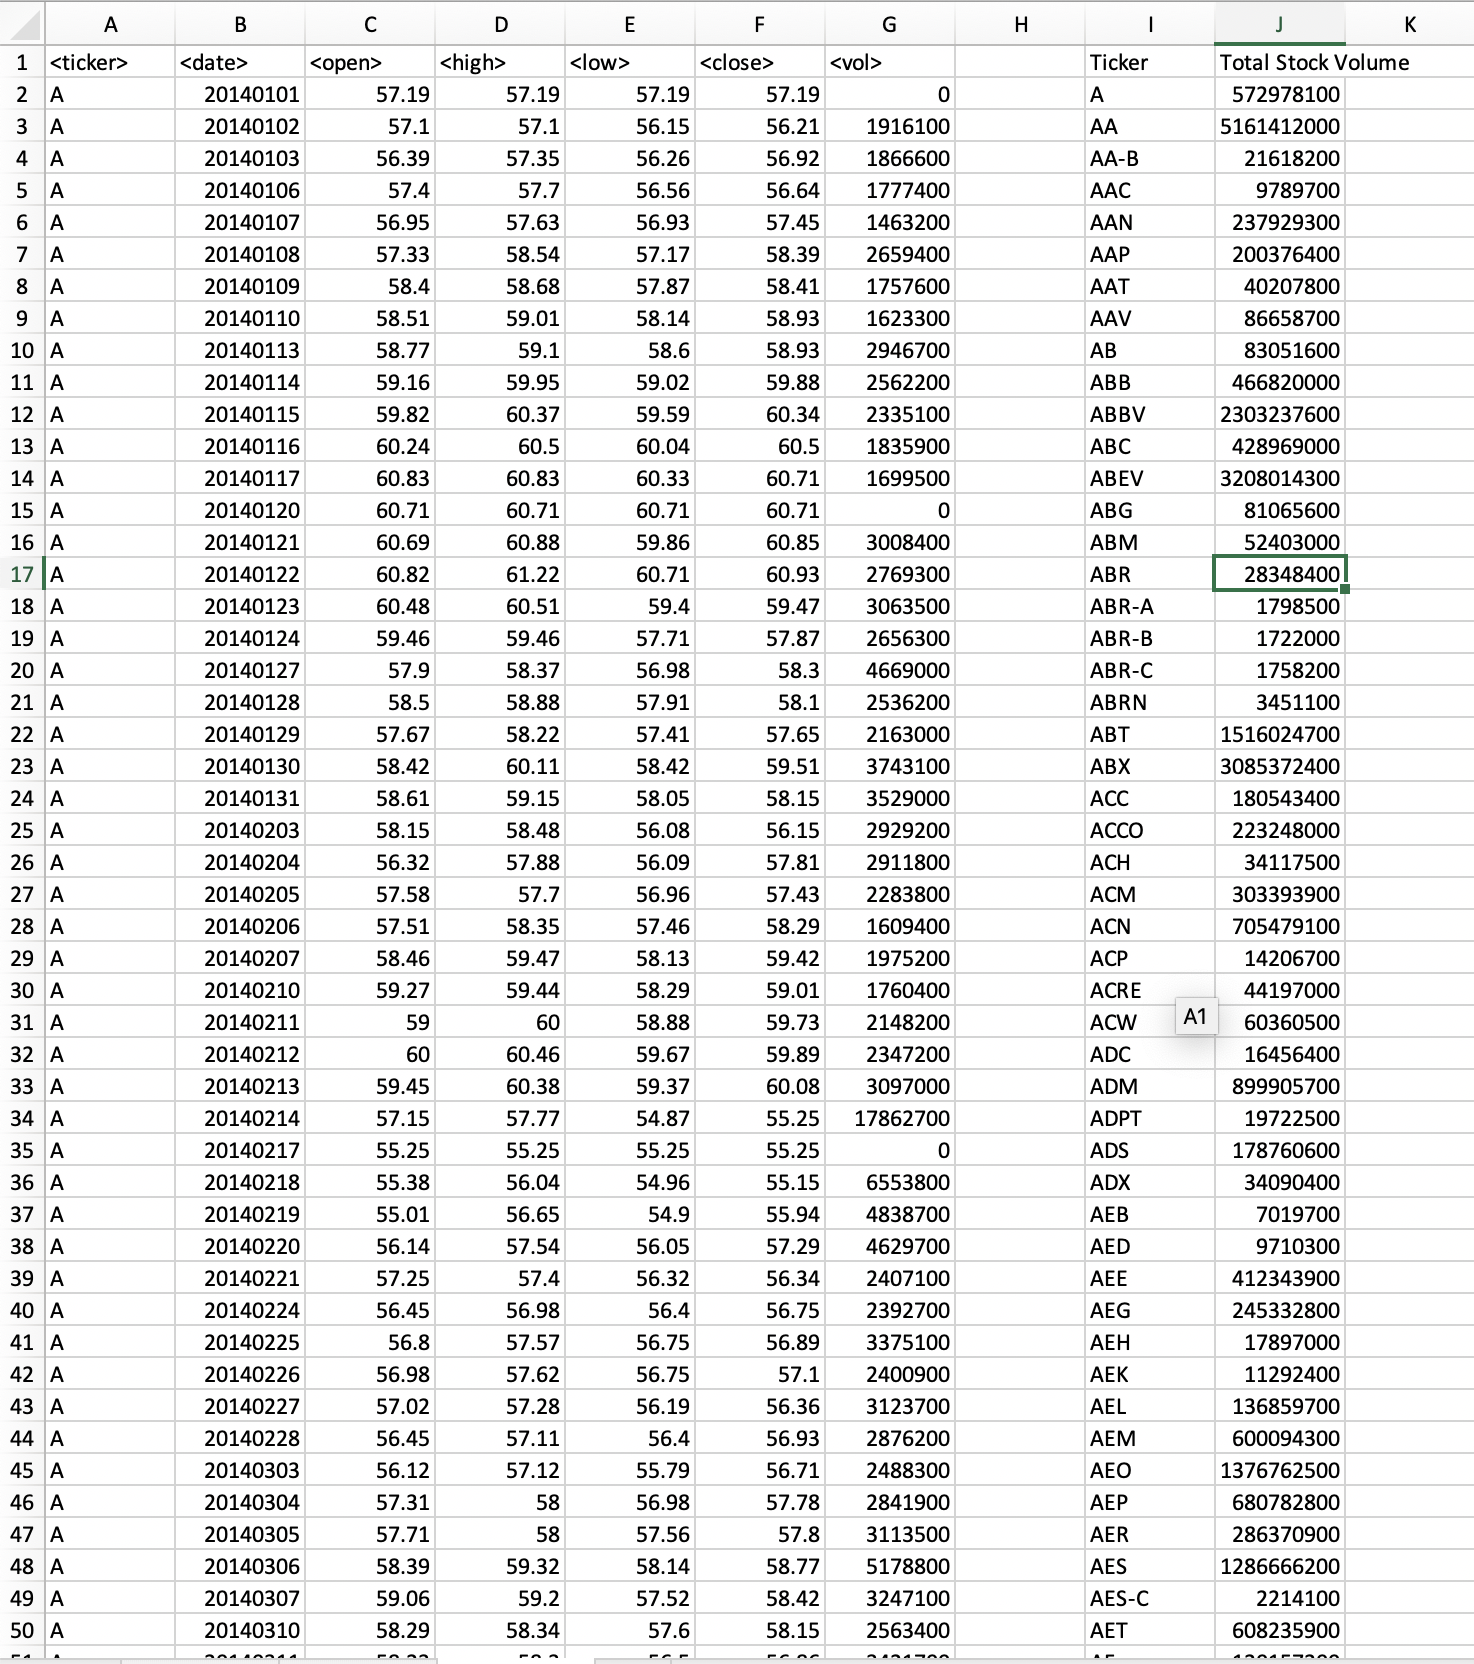 A B C D E F G H I J K
1 <ticker> <date> <open> <high> <low> <close> <vol> Ticker Total Stock Volume
2 A 20140101 57.19 57.19 57.19 57.19 0 A 572978100
3 A 20140102 57.1 57.1 56.15 56.21 1916100 AA 5161412000
4 A 20140103 56.39 57.35 56.26 56.92 1866600 AA-B 21618200
5 A 20140106 57.4 57.7 56.56 56.64 1777400 AAC 9789700
6 A 20140107 56.95 57.63 56.93 57.45 1463200 AAN 237929300
7 A 20140108 57.33 58.54 57.17 58.39 2659400 AAP 200376400
8 A 20140109 58.4 58.68 57.87 58.41 1757600 AAT 40207800
9 A 20140110 58.51 59.01 58.14 58.93 1623300 AAV 86658700
10 A 20140113 58.77 59.1 58.6 58.93 2946700 AB 83051600
11 A 20140114 59.16 59.95 59.02 59.88 2562200 ABB 466820000
12 A 20140115 59.82 60.37 59.59 60.34 2335100 ABBV 2303237600
13 A 20140116 60.24 60.5 60.04 60.5 1835900 ABC 428969000
14 A 20140117 60.83 60.83 60.33 60.71 1699500 ABEV 3208014300
15 A 20140120 60.71 60.71 60.71 60.71 0 ABG 81065600
16 A 20140121 60.69 60.88 59.86 60.85 3008400 ABM 52403000
17 A 20140122 60.82 61.22 60.71 60.93 2769300 ABR 28348400
18 A 20140123 60.48 60.51 59.4 59.47 3063500 ABR-A 1798500
19 A 20140124 59.46 59.46 57.71 57.87 2656300 ABR-B 1722000
20 A 20140127 57.9 58.37 56.98 58.3 4669000 ABR-C 1758200
21 A 20140128 58.5 58.88 57.91 58.1 2536200 ABRN 3451100
22 A 20140129 57.67 58.22 57.41 57.65 2163000 ABT 1516024700
23 A 20140130 58.42 60.11 58.42 59.51 3743100 ABX 3085372400
24 A 20140131 58.61 59.15 58.05 58.15 3529000 ACC 180543400
25 A 20140203 58.15 58.48 56.08 56.15 2929200 ACCO 223248000
26 A 20140204 56.32 57.88 56.09 57.81 2911800 ACH 34117500
27 A 20140205 57.58 57.7 56.96 57.43 2283800 ACM 303393900
28 A 20140206 57.51 58.35 57.46 58.29 1609400 ACN 705479100
29 A 20140207 58.46 59.47 58.13 59.42 1975200 ACP 14206700
30 A 20140210 59.27 59.44 58.29 59.01 1760400 ACRE 44197000
31 A 20140211 59 60 58.88 59.73 2148200 ACW A1 60360500
32 A 20140212 60 60.46 59.67 59.89 2347200 ADC 16456400
33 A 20140213 59.45 60.38 59.37 60.08 3097000 ADM 899905700
34 A 20140214 57.15 57.77 54.87 55.25 17862700 ADPT 19722500
35 A 20140217 55.25 55.25 55.25 55.25 0 ADS 178760600
36 A 20140218 55.38 56.04 54.96 55.15 6553800 ADX 34090400
37 A 20140219 55.01 56.65 54.9 55.94 4838700 AEB 7019700
38 A 20140220 56.14 57.54 56.05 57.29 4629700 AED 9710300
39 A 20140221 57.25 57.4 56.32 56.34 2407100 AEE 412343900
40 A 20140224 56.45 56.98 56.4 56.75 2392700 AEG 245332800
41 A 20140225 56.8 57.57 56.75 56.89 3375100 AEH 17897000
42 A 20140226 56.98 57.62 56.75 57.1 2400900 AEK 11292400
43 A 20140227 57.02 57.28 56.19 56.36 3123700 AEL 136859700
44 A 20140228 56.45 57.11 56.4 56.93 2876200 AEM 600094300
45 A 20140303 56.12 57.12 55.79 56.71 2488300 AEO 1376762500
46 A 20140304 57.31 58 56.98 57.78 2841900 AEP 680782800
47 A 20140305 57.71 58 57.56 57.8 3113500 AER 286370900
48 A 20140306 58.39 59.32 58.14 58.77 5178800 AES 1286666200
49 A 20140307 59.06 59.2 57.52 58.42 3247100 AES-C 2214100
50 A 20140310 58.29 58.34 57.6 58.15 2563400 AET 608235900